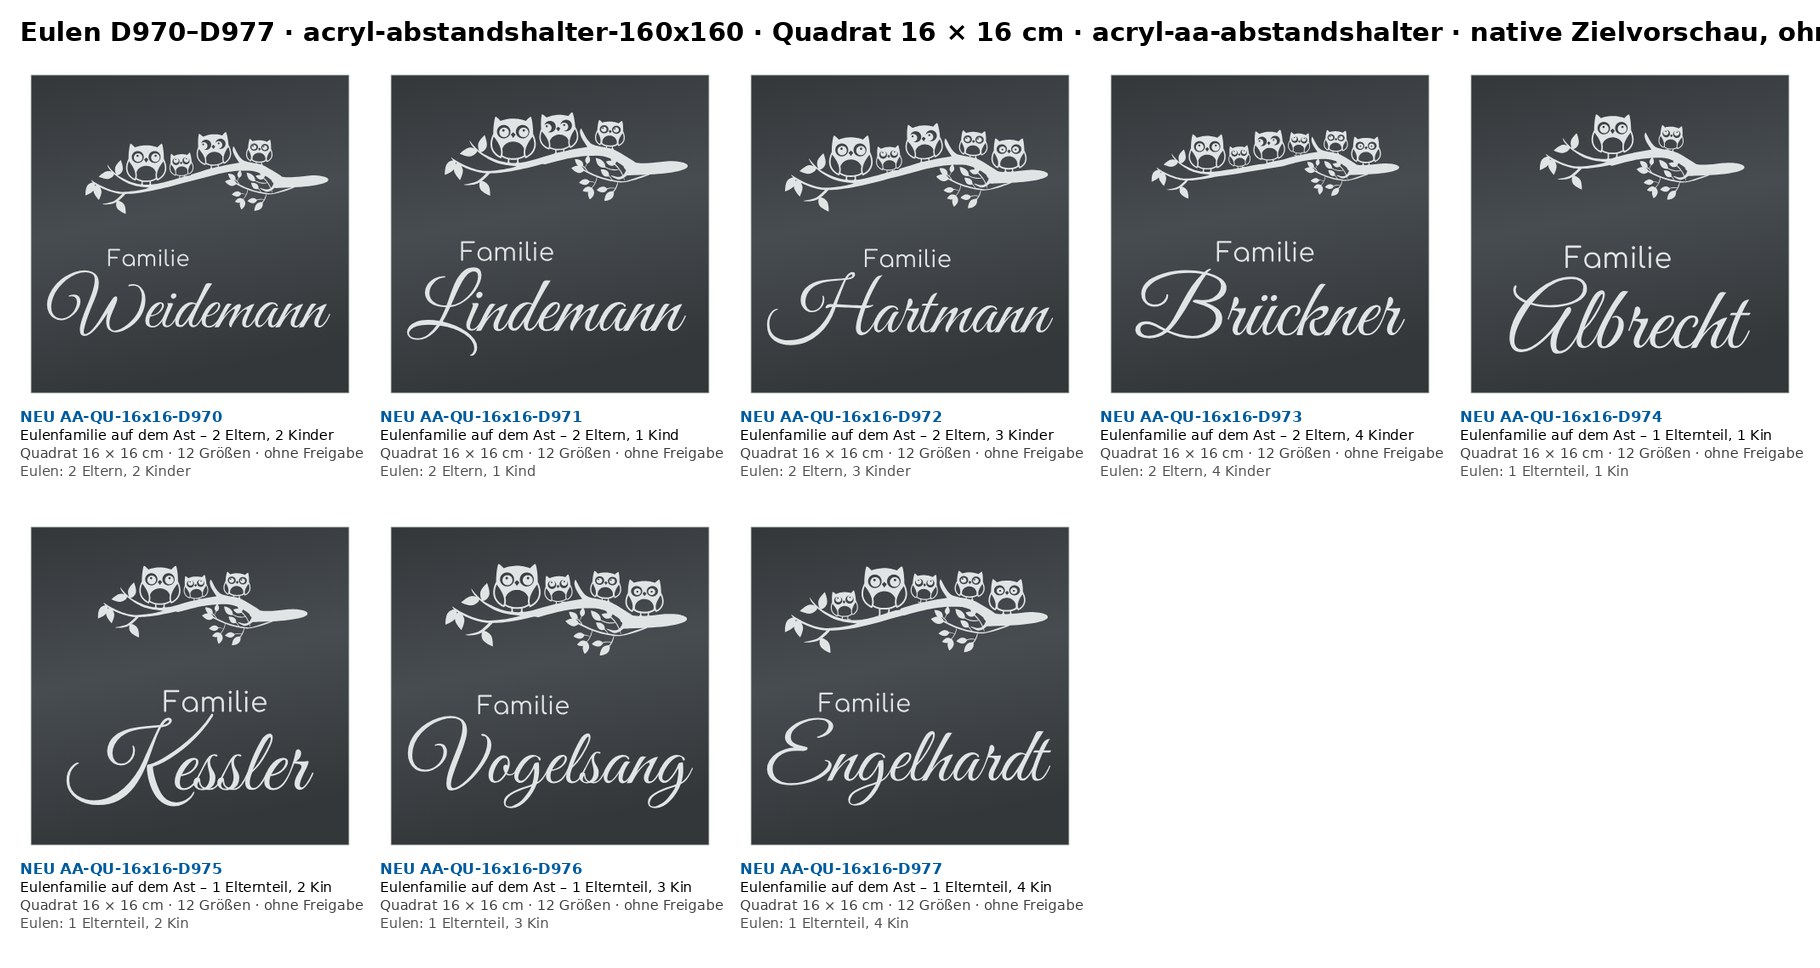 Eulen D970–D977 · acryl-abstandshalter-160x160 · Quadrat 16 × 16 cm · acryl-aa-abstandshalter · native Zielvorschau,
Familie
Weidemann
NEU AA-QU-16x16-D970
Eulenfamilie auf dem Ast – 2 Eltern, 2 Kinder
Quadrat 16 × 16 cm · 12 Größen · ohne Freigabe
Eulen: 2 Eltern, 2 Kinder
Familie
Lindemann
NEU AA-QU-16x16-D971
Eulenfamilie auf dem Ast – 2 Eltern, 1 Kind
Quadrat 16 × 16 cm · 12 Größen · ohne Freigabe
Eulen: 2 Eltern, 1 Kind
Familie
Hartmann
NEU AA-QU-16x16-D972
Eulenfamilie auf dem Ast – 2 Eltern, 3 Kinder
Quadrat 16 × 16 cm · 12 Größen · ohne Freigabe
Eulen: 2 Eltern, 3 Kinder
Familie
Brückner
NEU AA-QU-16x16-D973
Eulenfamilie auf dem Ast – 2 Eltern, 4 Kinder
Quadrat 16 × 16 cm · 12 Größen · ohne Freigabe
Eulen: 2 Eltern, 4 Kinder
Familie
Albrecht
NEU AA-QU-16x16-D974
Eulenfamilie auf dem Ast – 1 Elternteil, 1 Kin
Quadrat 16 × 16 cm · 12 Größen · ohne Freigabe
Eulen: 1 Elternteil, 1 Kin
Familie
Kessler
NEU AA-QU-16x16-D975
Eulenfamilie auf dem Ast – 1 Elternteil, 2 Kin
Quadrat 16 × 16 cm · 12 Größen · ohne Freigabe
Eulen: 1 Elternteil, 2 Kin
Familie
Vogelsang
NEU AA-QU-16x16-D976
Eulenfamilie auf dem Ast – 1 Elternteil, 3 Kin
Quadrat 16 × 16 cm · 12 Größen · ohne Freigabe
Eulen: 1 Elternteil, 3 Kin
Familie
Engelhardt
NEU AA-QU-16x16-D977
Eulenfamilie auf dem Ast – 1 Elternteil, 4 Kin
Quadrat 16 × 16 cm · 12 Größen · ohne Freigabe
Eulen: 1 Elternteil, 4 Kin